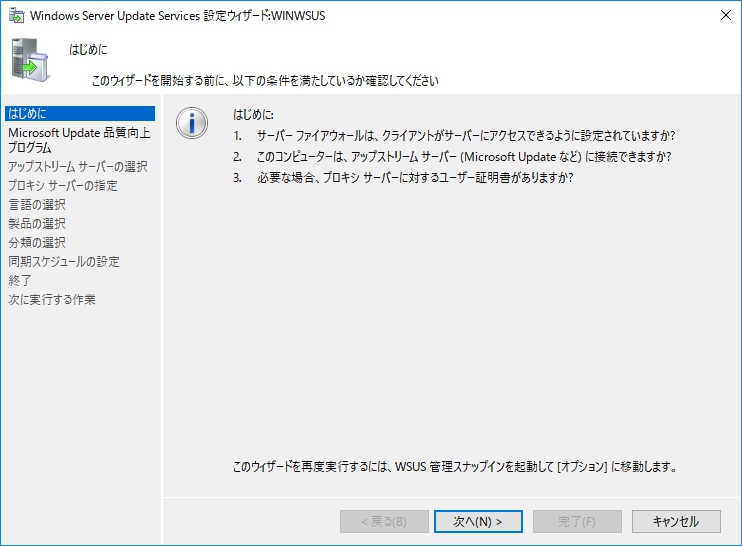 Windows Server Update Services 設定ウィザード:WINWSUS
はじめに
このウィザードを開始する前に、以下の条件を満たしているか確認してください
はじめに
Microsoft Update 品質向上
プログラム
アップストリーム サーバーの選択
プロキシ サーバーの指定
言語の選択
製品の選択
分類の選択
同期スケジュールの設定
終了
次に実行する作業
はじめに:
1. サーバー ファイアウォールは、クライアントがサーバーにアクセスできるように設定されていますか?
2. このコンピューターは、アップストリーム サーバー (Microsoft Update など) に接続できますか?
3. 必要な場合、プロキシ サーバーに対するユーザー証明書がありますか?
このウィザードを再度実行するには、WSUS 管理スナップインを起動して [オプション] に移動します。
< 戻る(B)
次へ(N) >
完了(F)
キャンセル